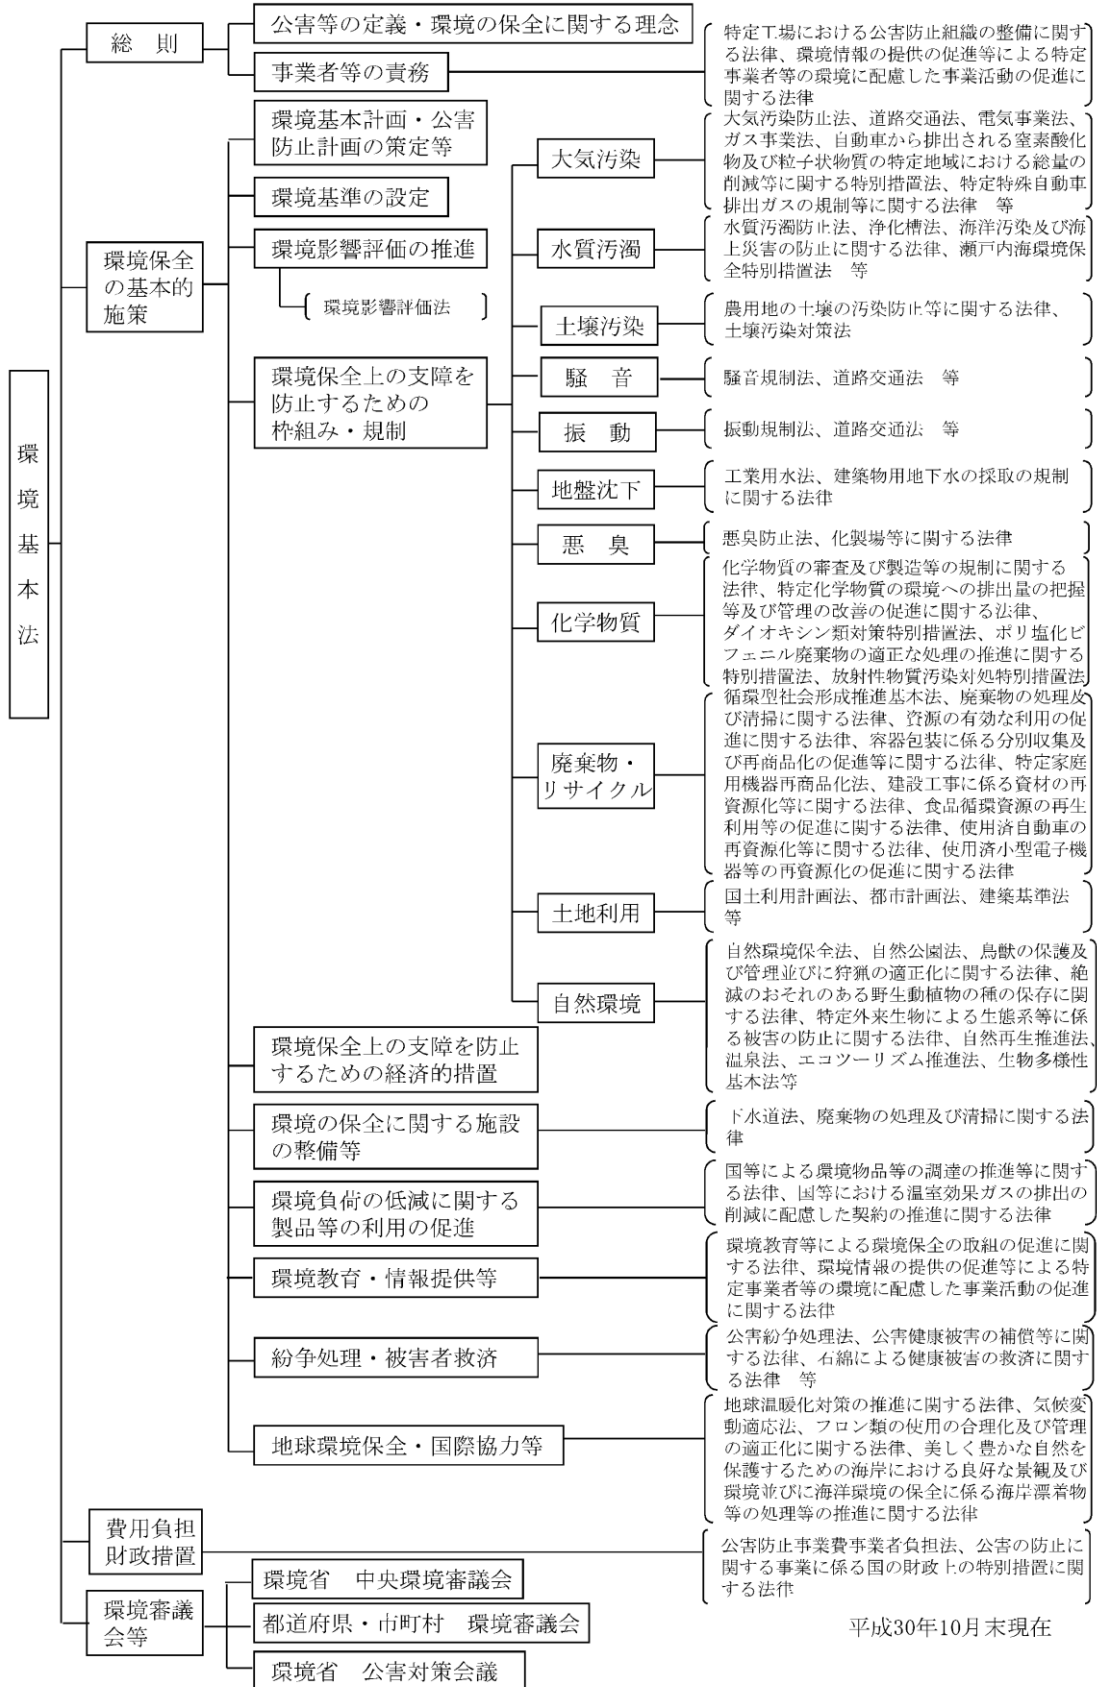 環境基本法
総　則
公害等の定義・環境の保全に関する理念
事業者等の責務
特定工場における公害防止組織の整備に関す
る法律、環境情報の提供の促進等による特定
事業者等の環境に配慮した事業活動の促進に
関する法律
環境保全
の基本的
施策
環境基本計画・公害
防止計画の策定等
環境基準の設定
環境影響評価の推進
環境影響評価法
環境保全上の支障を
防止するための
枠組み・規制
大気汚染
大気汚染防止法、道路交通法、電気事業法、
ガス事業法、自動車から排出される窒素酸化
物及び粒子状物質の特定地域における総量の
削減等に関する特別措置法、特定特殊自動車
排出ガスの規制等に関する法律　等
水質汚濁
水質汚濁防止法、浄化槽法、海洋汚染及び海
上災害の防止に関する法律、瀬戸内海環境保
全特別措置法　等
土壌汚染
農用地の土壌の汚染防止等に関する法律、
土壌汚染対策法
騒　音
騒音規制法、道路交通法　等
振　動
振動規制法、道路交通法　等
地盤沈下
工業用水法、建築物用地下水の採取の規制
に関する法律
悪　臭
悪臭防止法、化製場等に関する法律
化学物質
化学物質の審査及び製造等の規制に関する
法律、特定化学物質の環境への排出量の把握
等及び管理の改善の促進に関する法律、
ダイオキシン類対策特別措置法、ポリ塩化ビ
フェニル廃棄物の適正な処理の推進に関する
特別措置法、放射性物質汚染対処特別措置法
廃棄物・
リサイクル
循環型社会形成推進基本法、廃棄物の処理及
び清掃に関する法律、資源の有効な利用の促
進に関する法律、容器包装に係る分別収集及
び再商品化の促進等に関する法律、特定家庭
用機器再商品化法、建設工事に係る資材の再
資源化等に関する法律、食品循環資源の再生
利用等の促進に関する法律、使用済自動車の
再資源化等に関する法律、使用済小型電子機
器等の再資源化の促進に関する法律
土地利用
国土利用計画法、都市計画法、建築基準法
等
自然環境
自然環境保全法、自然公園法、鳥獣の保護及
び管理並びに狩猟の適正化に関する法律、絶
滅のおそれのある野生動植物の種の保存に関
する法律、特定外来生物による生態系等に係
る被害の防止に関する法律、自然再生推進法、
温泉法、エコツーリズム推進法、生物多様性
基本法等
環境保全上の支障を防止
するための経済的措置
環境の保全に関する施設
の整備等
下水道法、廃棄物の処理及び清掃に関する法
律
環境負荷の低減に関する
製品等の利用の促進
国等による環境物品等の調達の推進等に関す
る法律、国等における温室効果ガスの排出の
削減に配慮した契約の推進に関する法律
環境教育・情報提供等
環境教育等による環境保全の取組の促進に関
する法律、環境情報の提供の促進等による特
定事業者等の環境に配慮した事業活動の促進
に関する法律
紛争処理・被害者救済
公害紛争処理法、公害健康被害の補償等に関
する法律、石綿による健康被害の救済に関す
る法律　等
地球環境保全・国際協力等
地球温暖化対策の推進に関する法律、気候変
動適応法、フロン類の使用の合理化及び管理
の適正化に関する法律、美しく豊かな自然を
保護するための海岸における良好な景観及び
環境並びに海洋環境の保全に係る海岸漂着物
等の処理等の推進に関する法律
費用負担
財政措置
公害防止事業費事業者負担法、公害の防止に
関する事業に係る国の財政上の特別措置に関
する法律
環境審議
会等
環境省　中央環境審議会
都道府県・市町村　環境審議会
環境省　公害対策会議
平成30年10月末現在